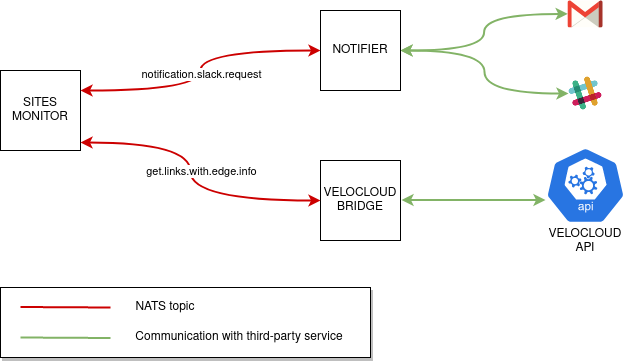 NOTIFIER
notification.slack.request
SITES
MONITOR
get.links.with.edge.info
VELOCLOUD
BRIDGE
api
VELOCLOUD
API
NATS topic
Communication with third-party service